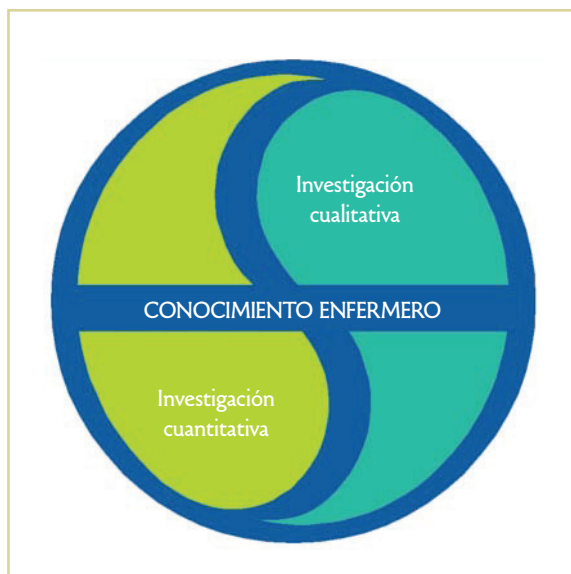 Investigación
cualitativa
CONOCIMIENTO ENFERMERO
Investigación
cuantitativa